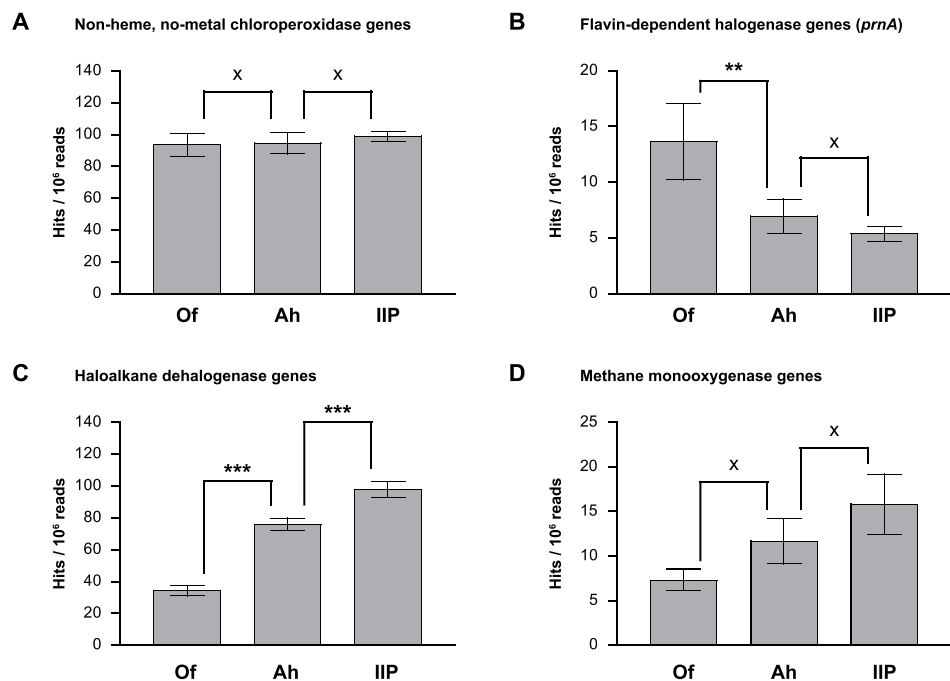 A Non-heme, no-metal chloroperoxidase genes
140
120
100
80
60
40
20
0
Hits / 10⁶ reads
x x
Of Ah IIP
B Flavin-dependent halogenase genes (prnA)
20
15
10
5
0
Hits / 10⁶ reads
** x
Of Ah IIP
C Haloalkane dehalogenase genes
140
120
100
80
60
40
20
0
Hits / 10⁶ reads
*** ***
Of Ah IIP
D Methane monooxygenase genes
25
20
15
10
5
0
Hits / 10⁶ reads
x x
Of Ah IIP